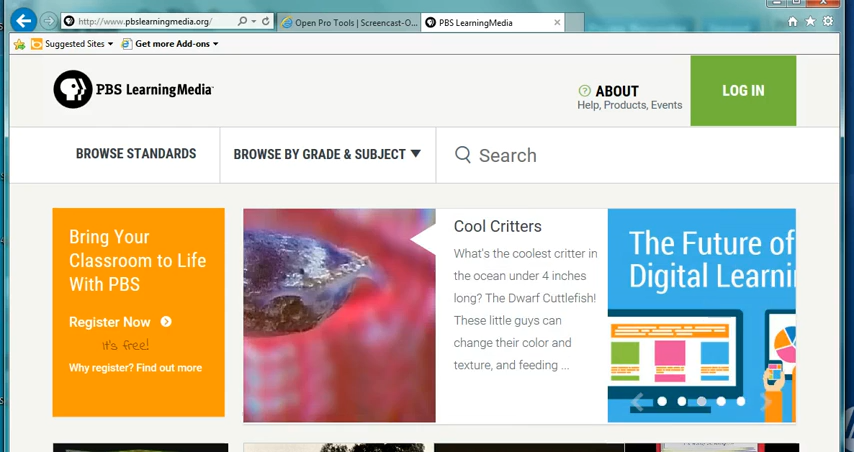 http://www.pbslearningmedia.org/
Open Pro Tools | Screencast-O...
PBS LearningMedia
Suggested Sites
Get more Add-ons
PBS LearningMedia
ABOUT
Help, Products, Events
LOG IN
BROWSE STANDARDS
BROWSE BY GRADE & SUBJECT
Search
Bring Your
Classroom to Life
With PBS
Register Now
It's free!
Why register? Find out more
Cool Critters
What's the coolest critter in
the ocean under 4 inches
long? The Dwarf Cuttlefish!
These little guys can
change their color and
texture, and feeding ...
The Future of
Digital Learnin